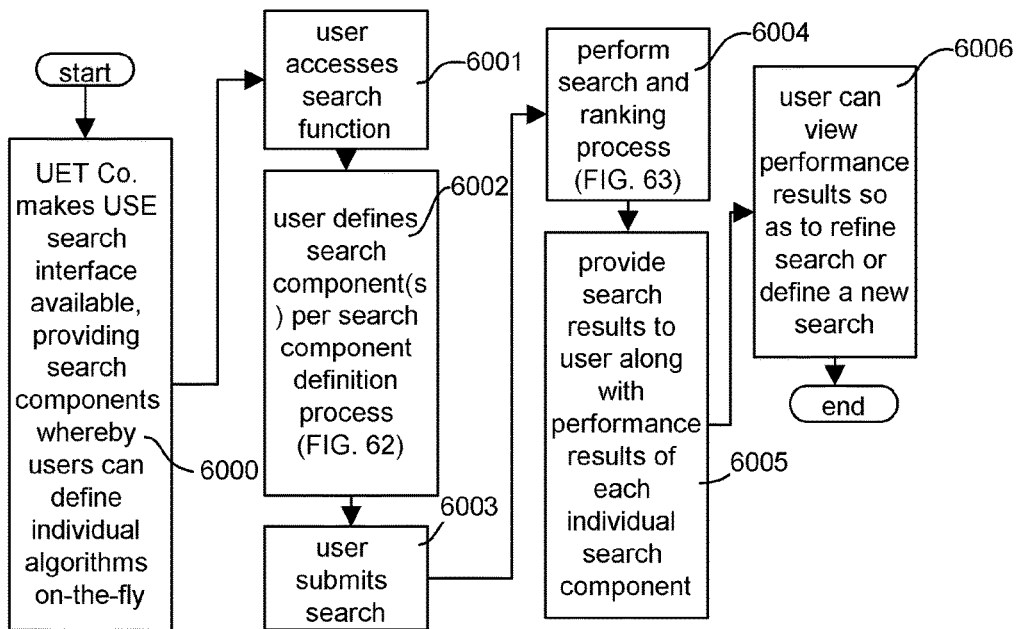 start
UET Co.
makes USE
search
interface
available,
providing
search
components
whereby
users can
define
individual
algorithms
on-the-fly
6000
user
accesses
search
function
6001
user defines
search
component(s
) per search
component
definition
process
(FIG. 62)
6002
user
submits
search
6003
perform
search and
ranking
process
(FIG. 63)
6004
provide
search
results to
user along
with
performance
results of
each
individual
search
component
6005
user can
view
performance
results so
as to refine
search or
define a new
search
6006
end